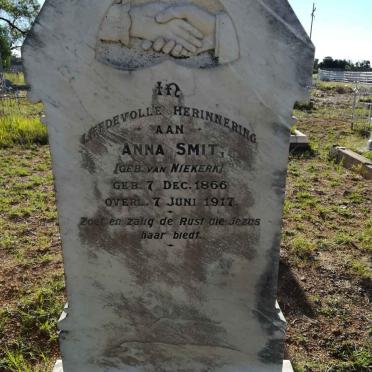 IN
LIEFDEVOLLE HERINNERING
AAN
ANNA SMIT,
[GEB. VAN NIEKERK]
GEB. 7 DEC. 1866
OVERL. 7 JUNI 1917.
Zoet en zalig de Rust die Jezus
haar biedt.